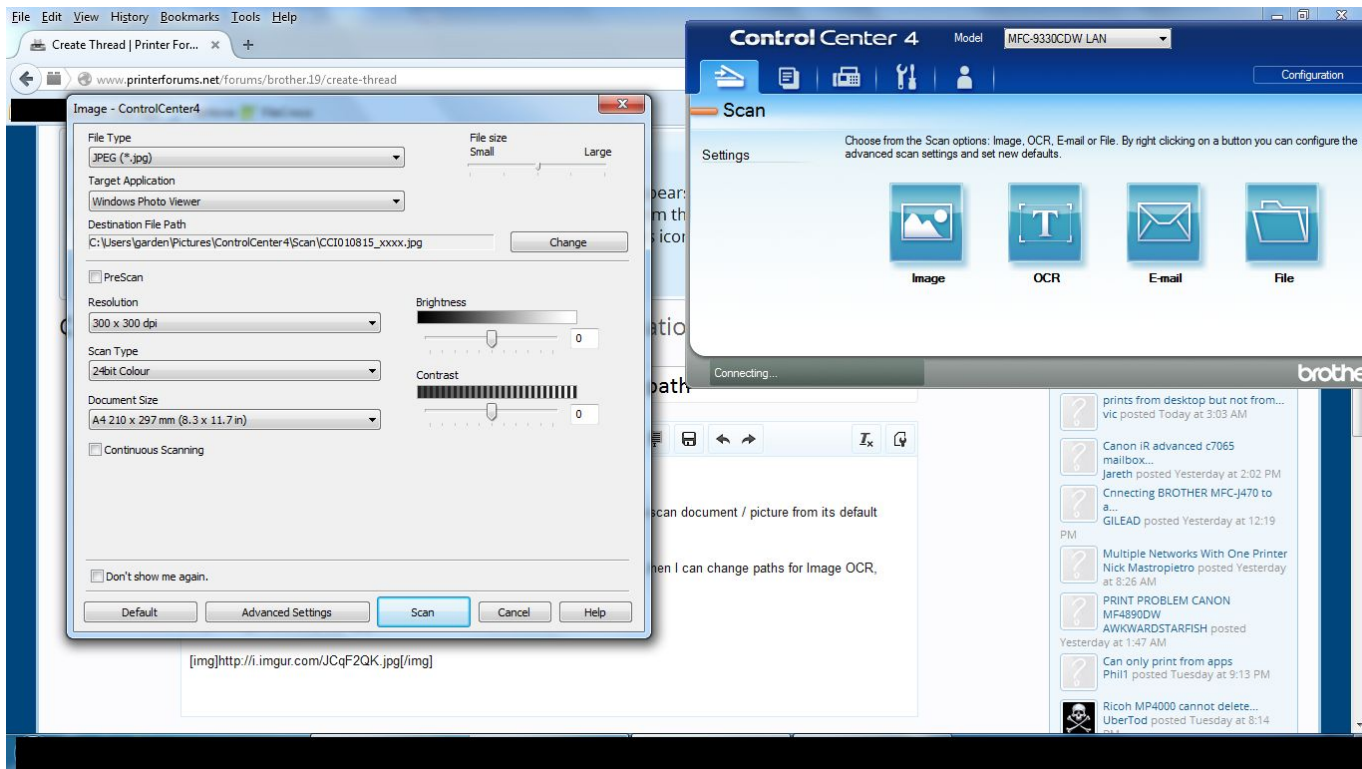 File Edit View History Bookmarks Tools Help
Create Thread | Printer For... × +
www.printerforums.net/forums/brother.19/create-thread
Image - ControlCenter4
File Type
JPEG (*.jpg)
File size
Small Large
Target Application
Windows Photo Viewer
Destination File Path
C:\Users\garden\Pictures\ControlCenter4\Scan\CCI010815_xxxx.jpg
Change
PreScan
Resolution
300 x 300 dpi
Brightness
0
Scan Type
24bit Colour
Contrast
0
Document Size
A4 210 x 297 mm (8.3 x 11.7 in)
Continuous Scanning
Don't show me again.
Default Advanced Settings Scan Cancel Help
Control Center 4 Model MFC-9330CDW LAN
Configuration
Scan
Settings
Choose from the Scan options: Image, OCR, E-mail or File. By right clicking on a button you can configure the
advanced scan settings and set new defaults.
Image OCR E-mail File
Connecting...
brothe
path
scan document / picture from its default
hen I can change paths for Image OCR,
[img]http://i.imgur.com/JCqF2QK.jpg[/img]
prints from desktop but not from...
vic posted Today at 3:03 AM
Canon iR advanced c7065
mailbox...
Jareth posted Yesterday at 2:02 PM
Cnnecting BROTHER MFC-J470 to
a...
GILEAD posted Yesterday at 12:19
PM
Multiple Networks With One Printer
Nick Mastropietro posted Yesterday
at 8:26 AM
PRINT PROBLEM CANON
MF4890DW
AWKWARDSTARFISH posted
Yesterday at 1:47 AM
Can only print from apps
Phil1 posted Tuesday at 9:13 PM
Ricoh MP4000 cannot delete...
UberTod posted Tuesday at 8:14